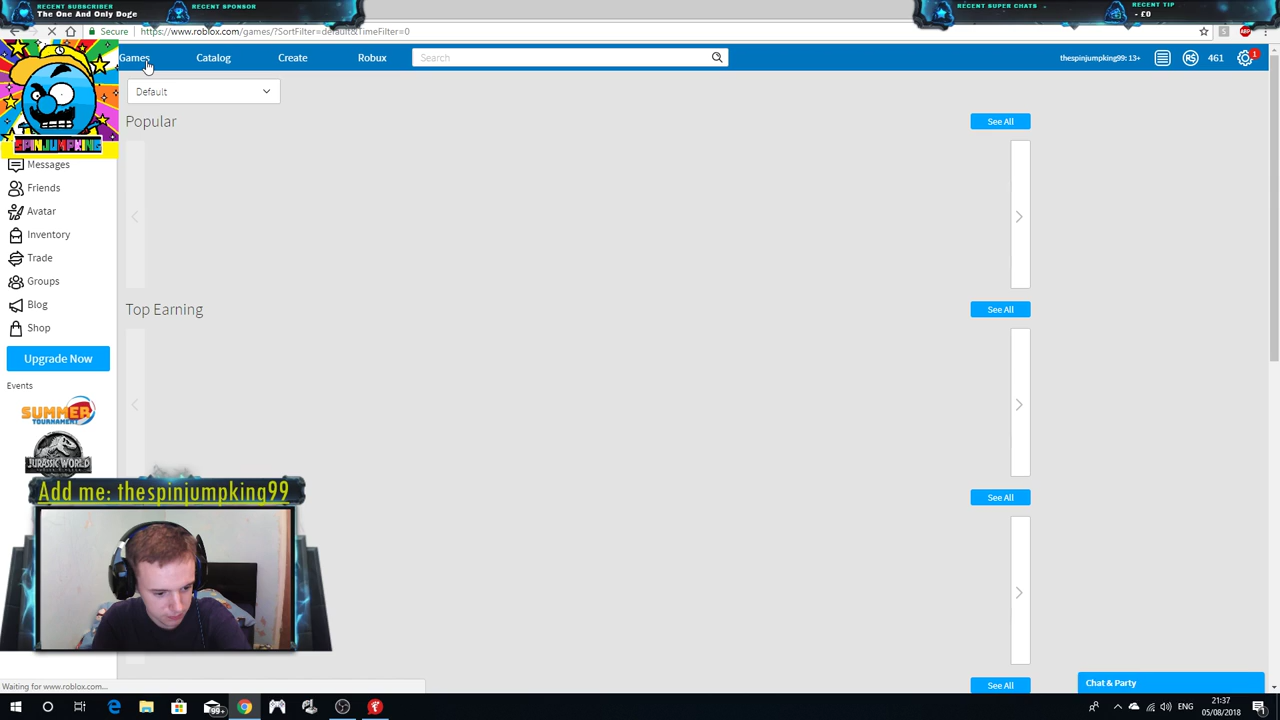 RECENT SUBSCRIBER
The One And Only Doge
RECENT SPONSOR
RECENT SUPER CHATS
RECENT TIP
- £0
Secure
https://www.roblox.com/games/?SortFilter=default&TimeFilter=0
Games
Catalog
Create
Robux
Search
thespinjumpking99: 13+
461
1
SPINJUMPKING
Default
Popular
See All
Messages
Friends
Avatar
Inventory
Trade
Groups
Blog
Shop
Top Earning
See All
Upgrade Now
Events
SUMMER
TOURNAMENT
JURASSIC WORLD
Add me: thespinjumpking99
See All
See All
Chat & Party
Waiting for www.roblox.com...
99+
ENG
21:37
05/08/2018
1